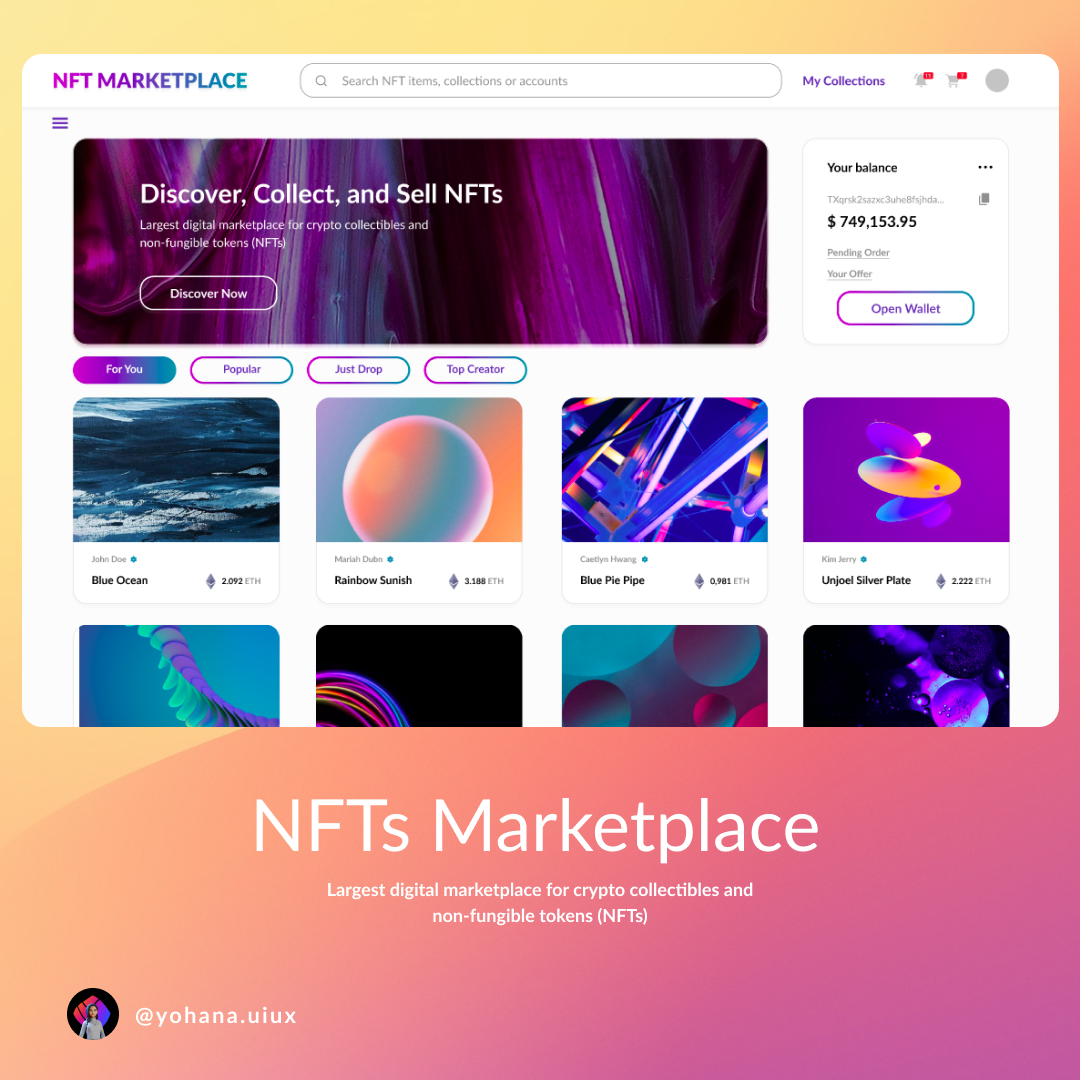 NFT MARKETPLACE
Search NFT items, collections or accounts
My Collections
11
7
Discover, Collect, and Sell NFTs
Largest digital marketplace for crypto collectibles and
non-fungible tokens (NFTs)
Discover Now
Your balance
TXqrsk2sazxc3uhe8fsjhda...
$ 749,153.95
Pending Order
Your Offer
Open Wallet
For You
Popular
Just Drop
Top Creator
John Doe
Blue Ocean
2.092 ETH
Mariah Dubn
Rainbow Sunish
3.188 ETH
Caetlyn Hwang
Blue Pie Pipe
0,981 ETH
Kim Jerry
Unjoel Silver Plate
2.222 ETH
NFTs Marketplace
Largest digital marketplace for crypto collectibles and
non-fungible tokens (NFTs)
@yohana.uiux